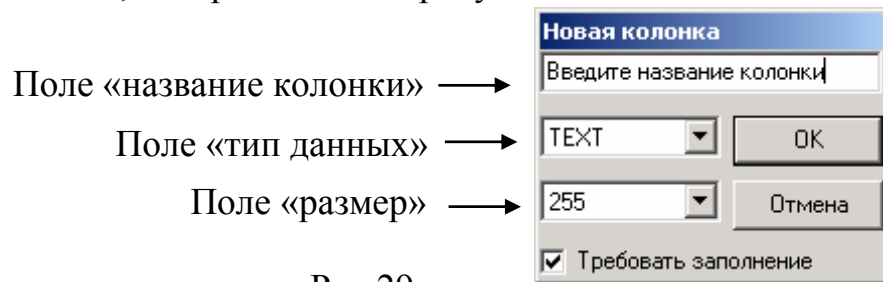 Новая колонка
Поле «название колонки»
Введите название колонки
Поле «тип данных»
TEXT
OK
Поле «размер»
255
Отмена
Требовать заполнение